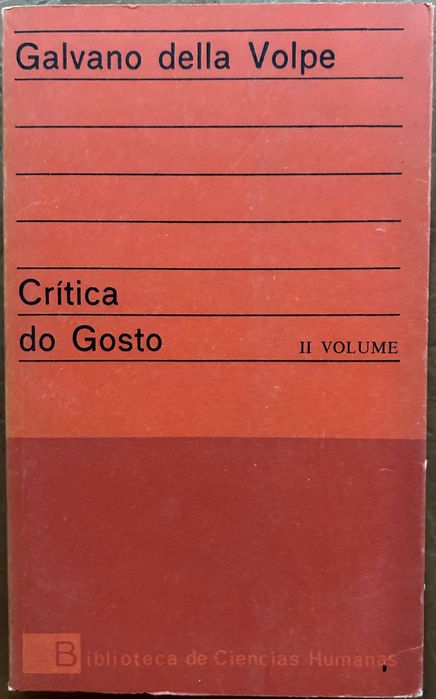 Galvano della Volpe
Crítica
do Gosto
II VOLUME
Biblioteca de Ciencias Humanas